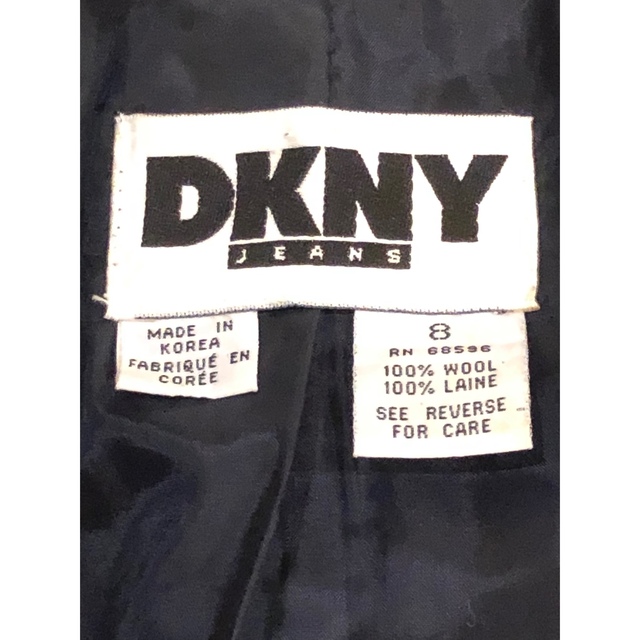 DKNY
JEANS
MADE IN
KOREA
FABRIQUÉ EN
CORÉE
8
RN 68596
100% WOOL
100% LAINE
SEE REVERSE
FOR CARE